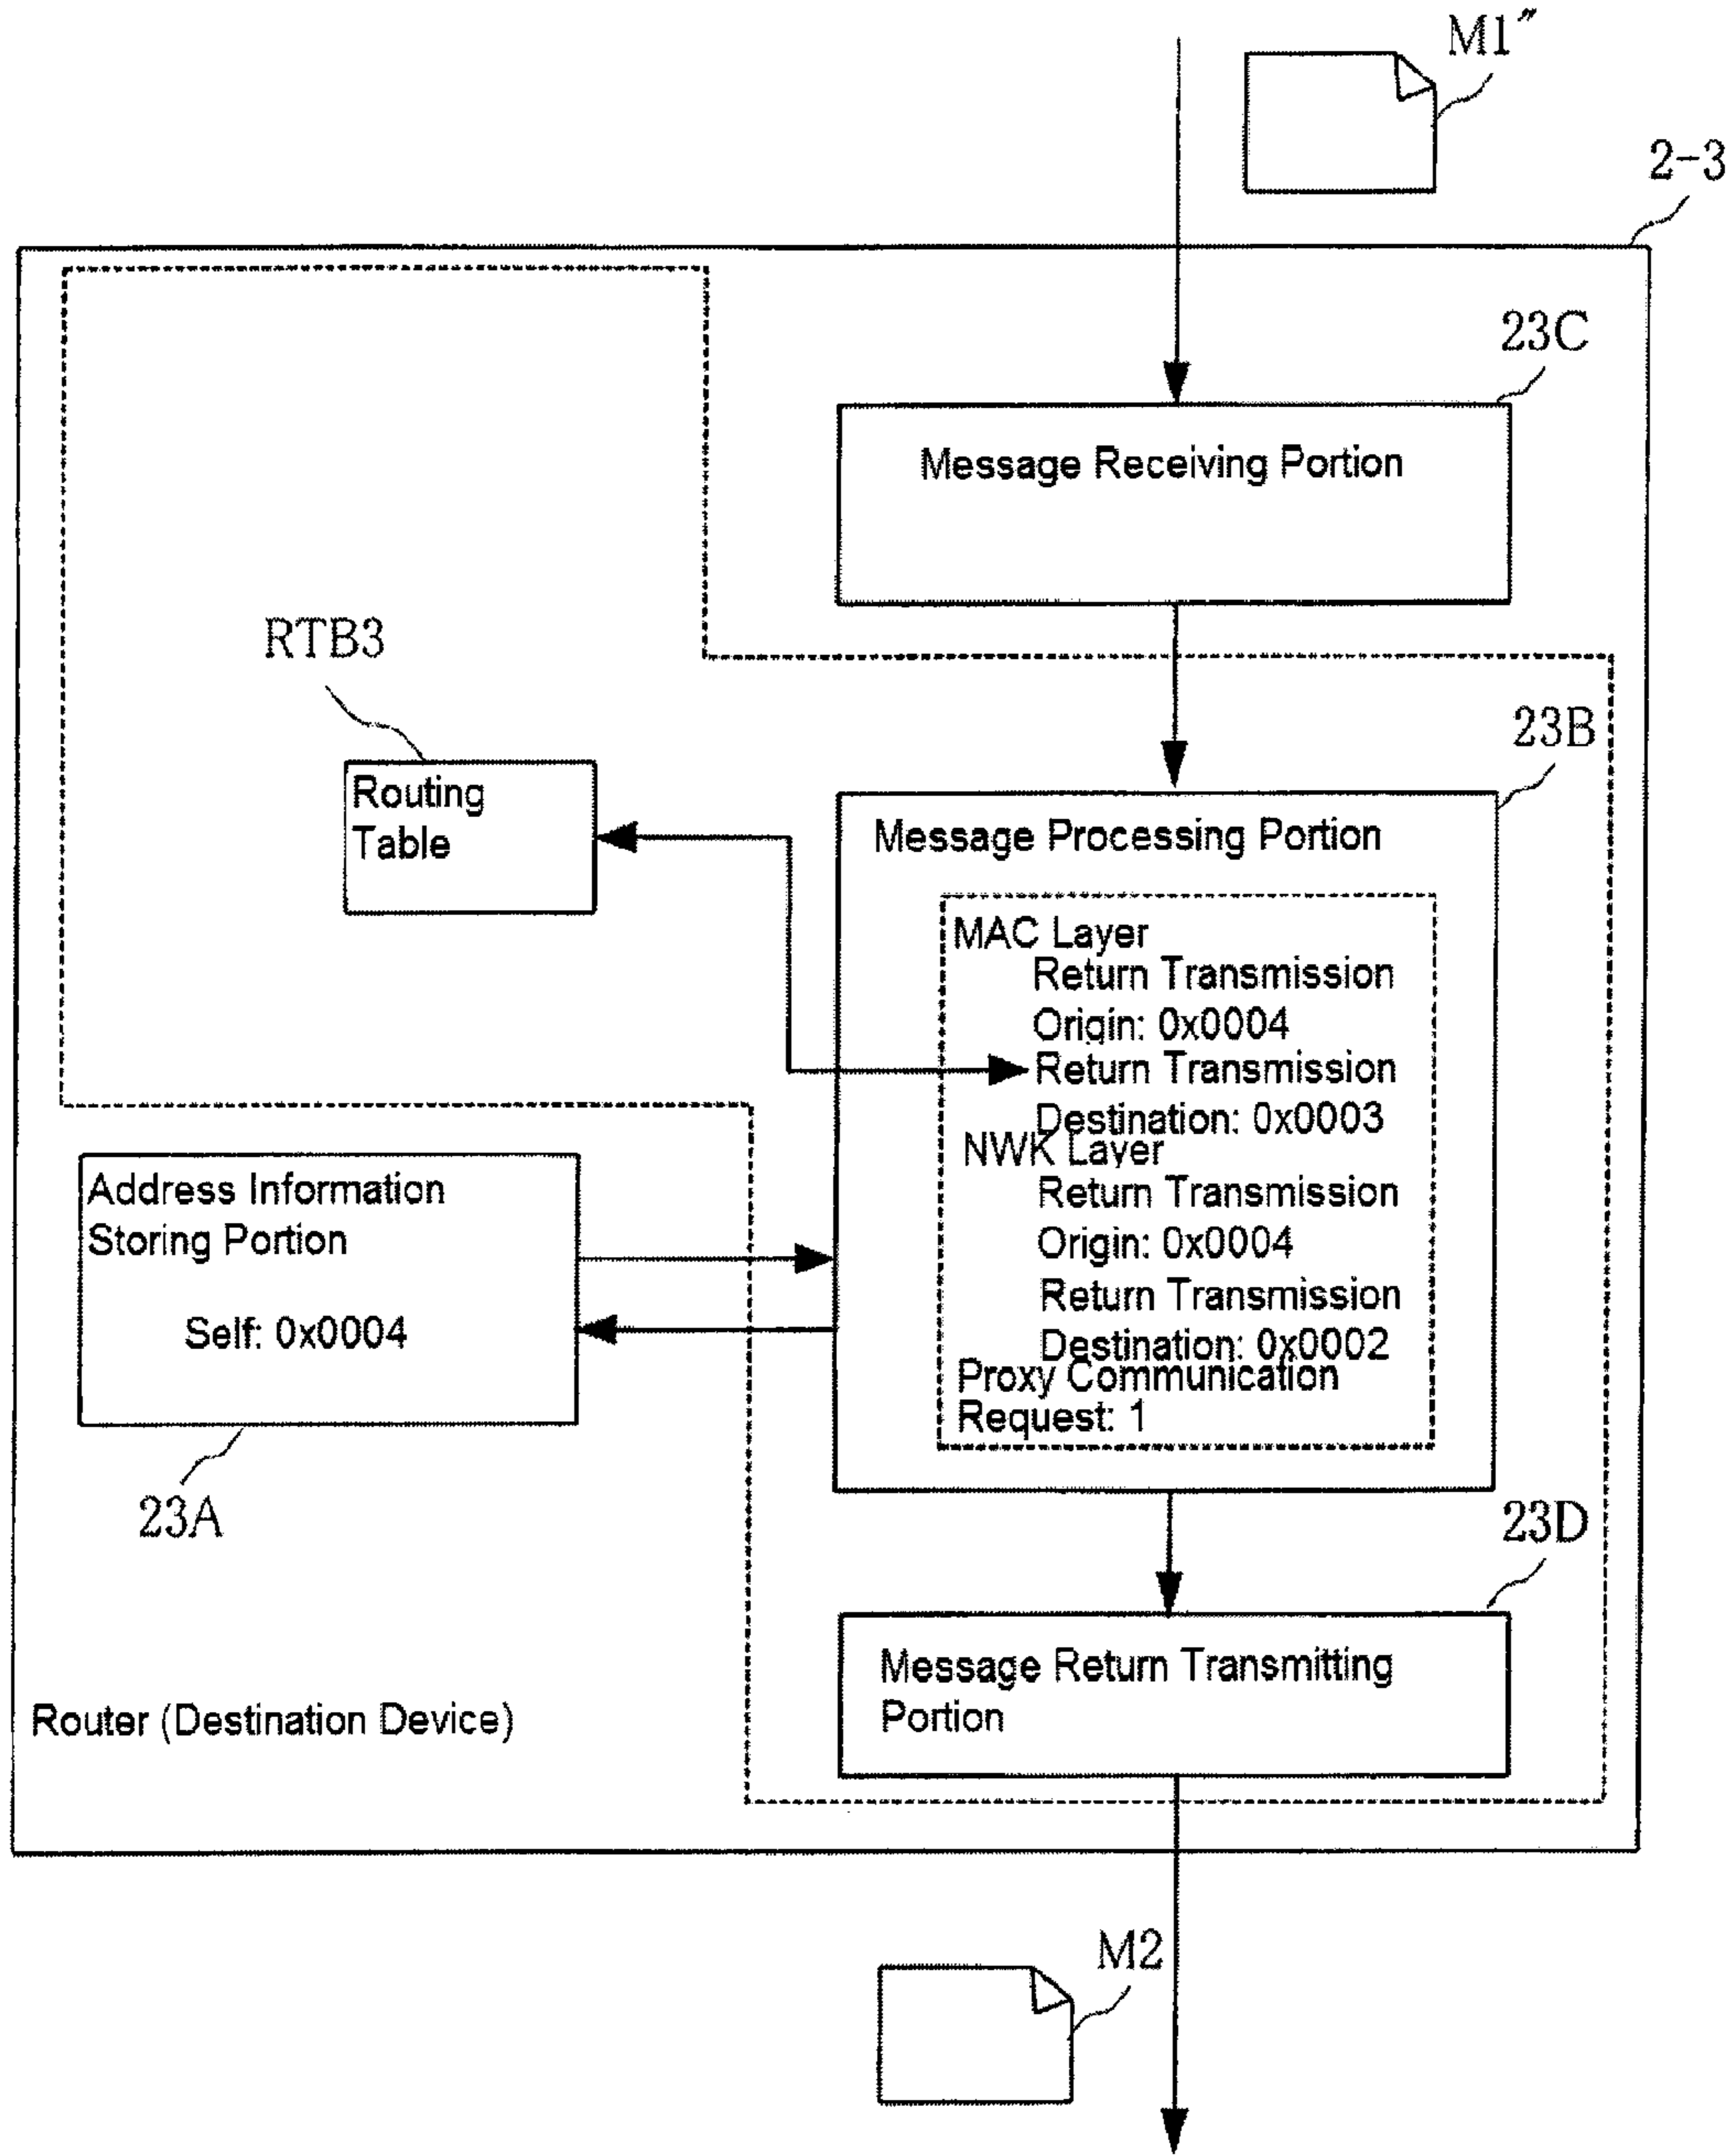 M1"
2-3
23C
Message Receiving Portion
RTB3
23B
Routing
Table
Message Processing Portion
MAC Layer
Return Transmission
Origin: 0x0004
Return Transmission
Destination: 0x0003
NWK Layer
Return Transmission
Origin: 0x0004
Return Transmission
Destination: 0x0002
Proxy Communication
Request: 1
Address Information
Storing Portion
Self: 0x0004
23A
23D
Message Return Transmitting
Portion
Router (Destination Device)
M2